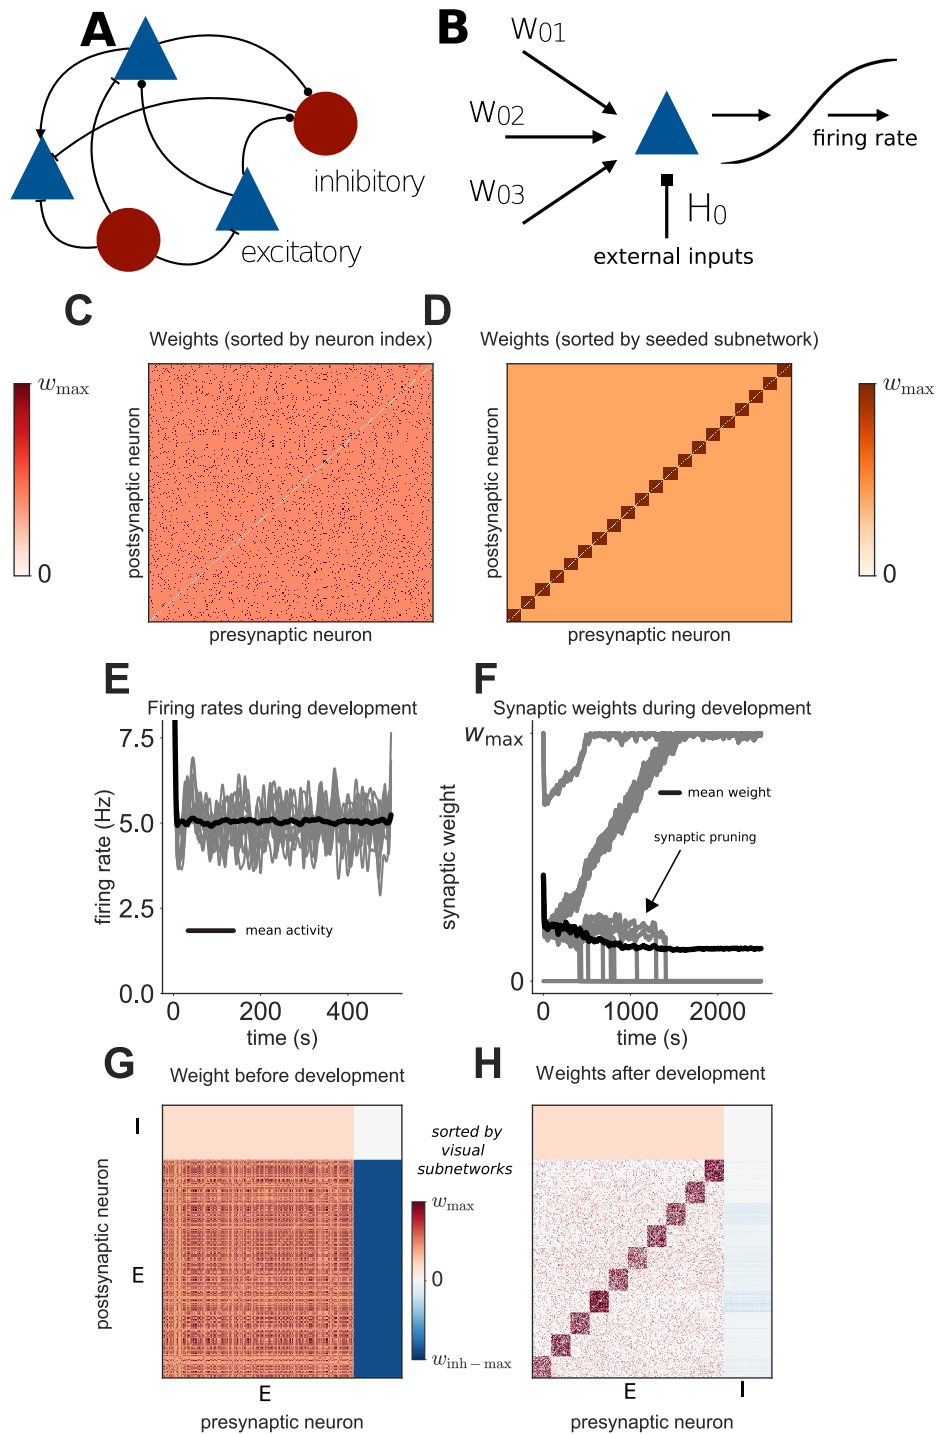 A
inhibitory
excitatory
B
W01
W02
W03
H0
firing rate
external inputs
C
Weights (sorted by neuron index)
wmax
0
postsynaptic neuron
presynaptic neuron
D
Weights (sorted by seeded subnetwork)
postsynaptic neuron
presynaptic neuron
wmax
0
E
Firing rates during development
7.5
5.0
2.5
0.0
firing rate (Hz)
mean activity
0 200 400
time (s)
F
Synaptic weights during development
wmax
0
synaptic weight
mean weight
synaptic pruning
0 1000 2000
time (s)
G
Weight before development
I
E
postsynaptic neuron
E
presynaptic neuron
sorted by
visual
subnetworks
wmax
0
winh−max
H
Weights after development
E I
presynaptic neuron